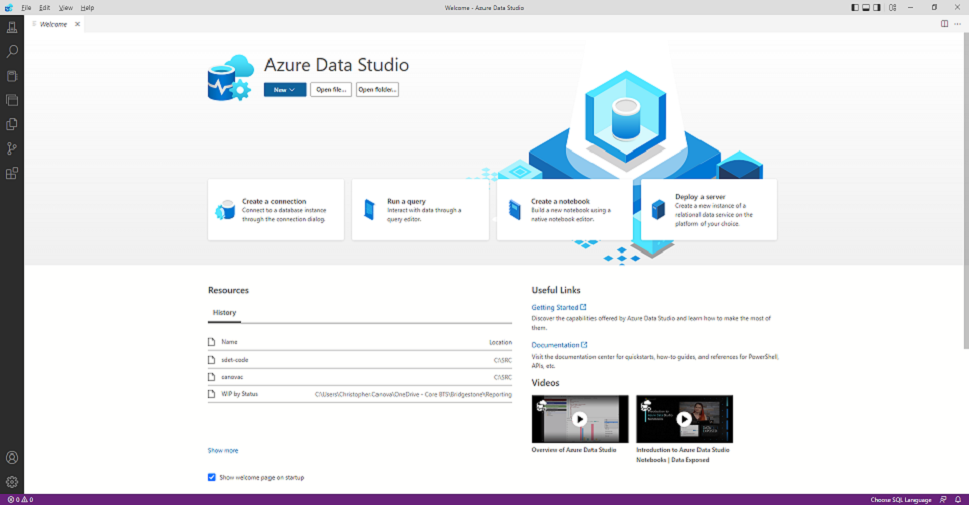 File Edit View Help
Welcome - Azure Data Studio
Welcome
Azure Data Studio
New
Open file...
Open folder...
Create a connection
Connect to a database instance
through the connection dialog.
Run a query
Interact with data through a
query editor.
Create a notebook
Build a new notebook using a
native notebook editor.
Deploy a server
Create a new instance of a
relational data service on the
platform of your choice.
Resources
History
Name Location
sdet-code C:\SRC
canovac C:\SRC
WIP by Status C:\Users\Christopher.Canova\OneDrive - Core BTS\Bridgestone\Reporting
Show more
Show welcome page on startup
Useful Links
Getting Started
Discover the capabilities offered by Azure Data Studio and learn how to make the most of
them.
Documentation
Visit the documentation center for quickstarts, how-to guides, and references for PowerShell,
APIs, etc.
Videos
Overview of Azure Data Studio
Introduction to Azure Data Studio
Notebooks | Data Exposed
0 0
Choose SQL Language